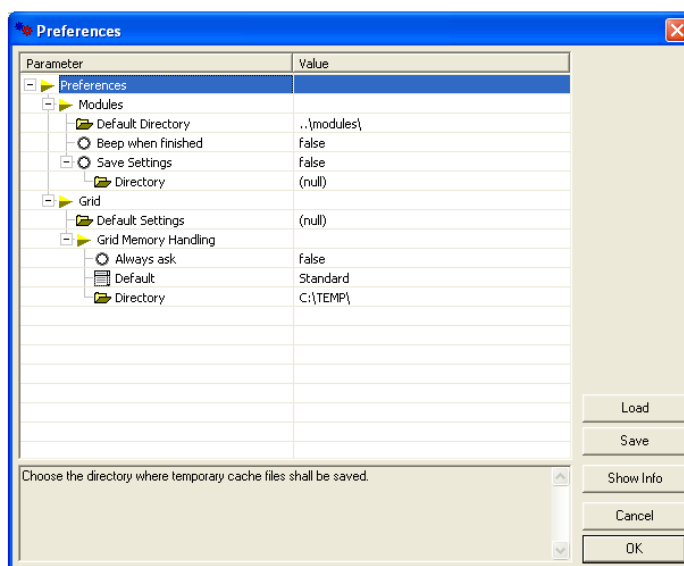 Preferences
Parameter Value
Preferences
Modules
Default Directory ..\modules\
Beep when finished false
Save Settings false
Directory (null)
Grid
Default Settings (null)
Grid Memory Handling
Always ask false
Default Standard
Directory C:\TEMP\
Load
Save
Choose the directory where temporary cache files shall be saved.
Show Info
Cancel
OK